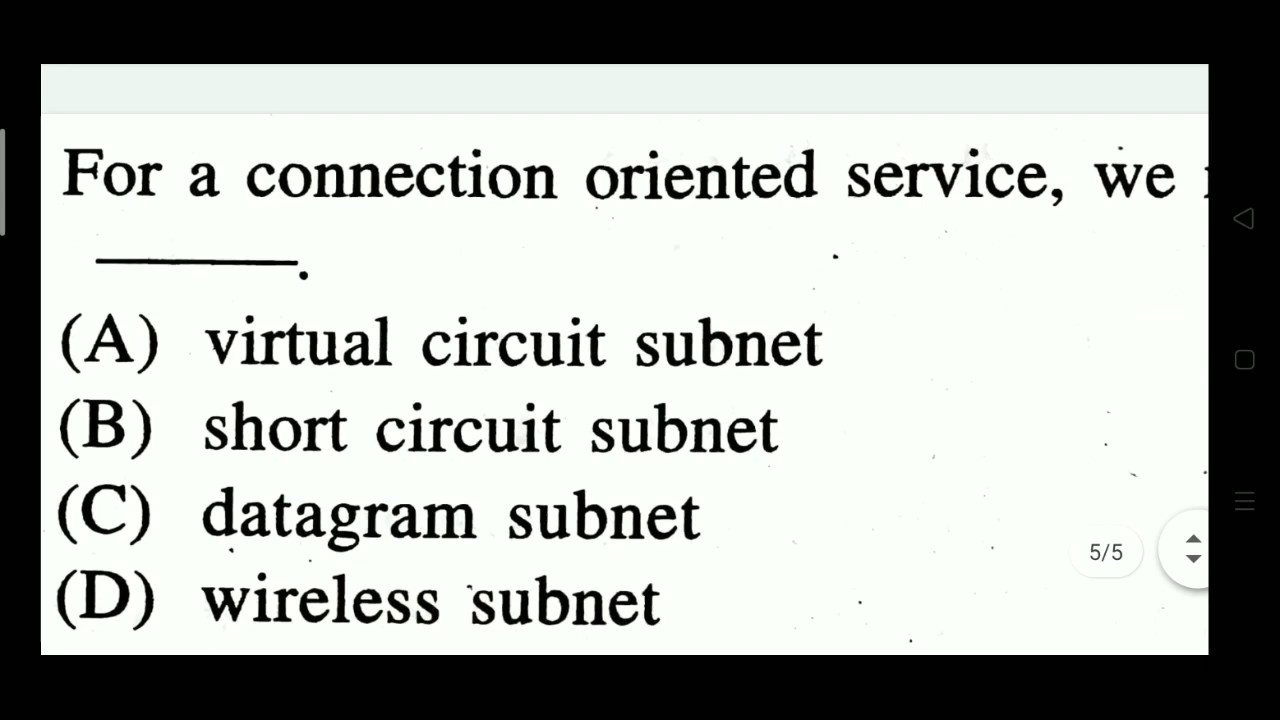 For a connection oriented service, we
________.
(A) virtual circuit subnet
(B) short circuit subnet
(C) datagram subnet
(D) wireless subnet
5/5